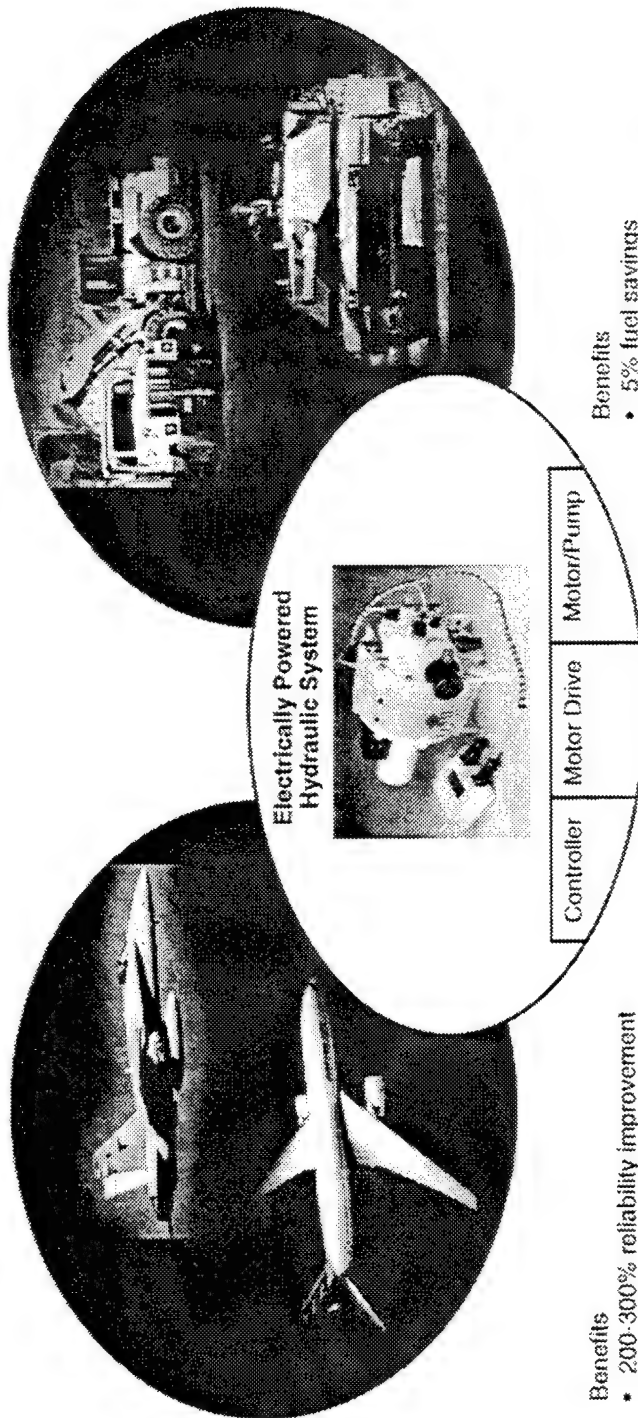 Electrically Powered
Hydraulic System
Controller
Motor Drive
Motor/Pump
Benefits
• 200-300% reliability improvement
Benefits
• 5% fuel savings